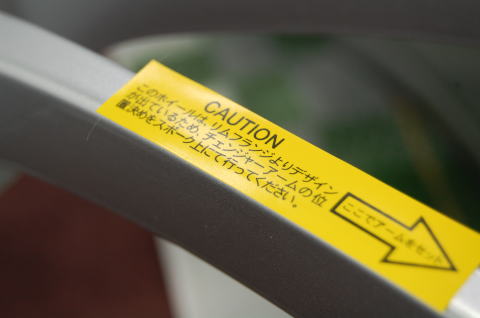 CAUTION
このホイールは、リムフランジよりデザイン
が出ているため、チェンジャーアームの位
置決めをスポーク上にて行ってください。
ここでアームをセット